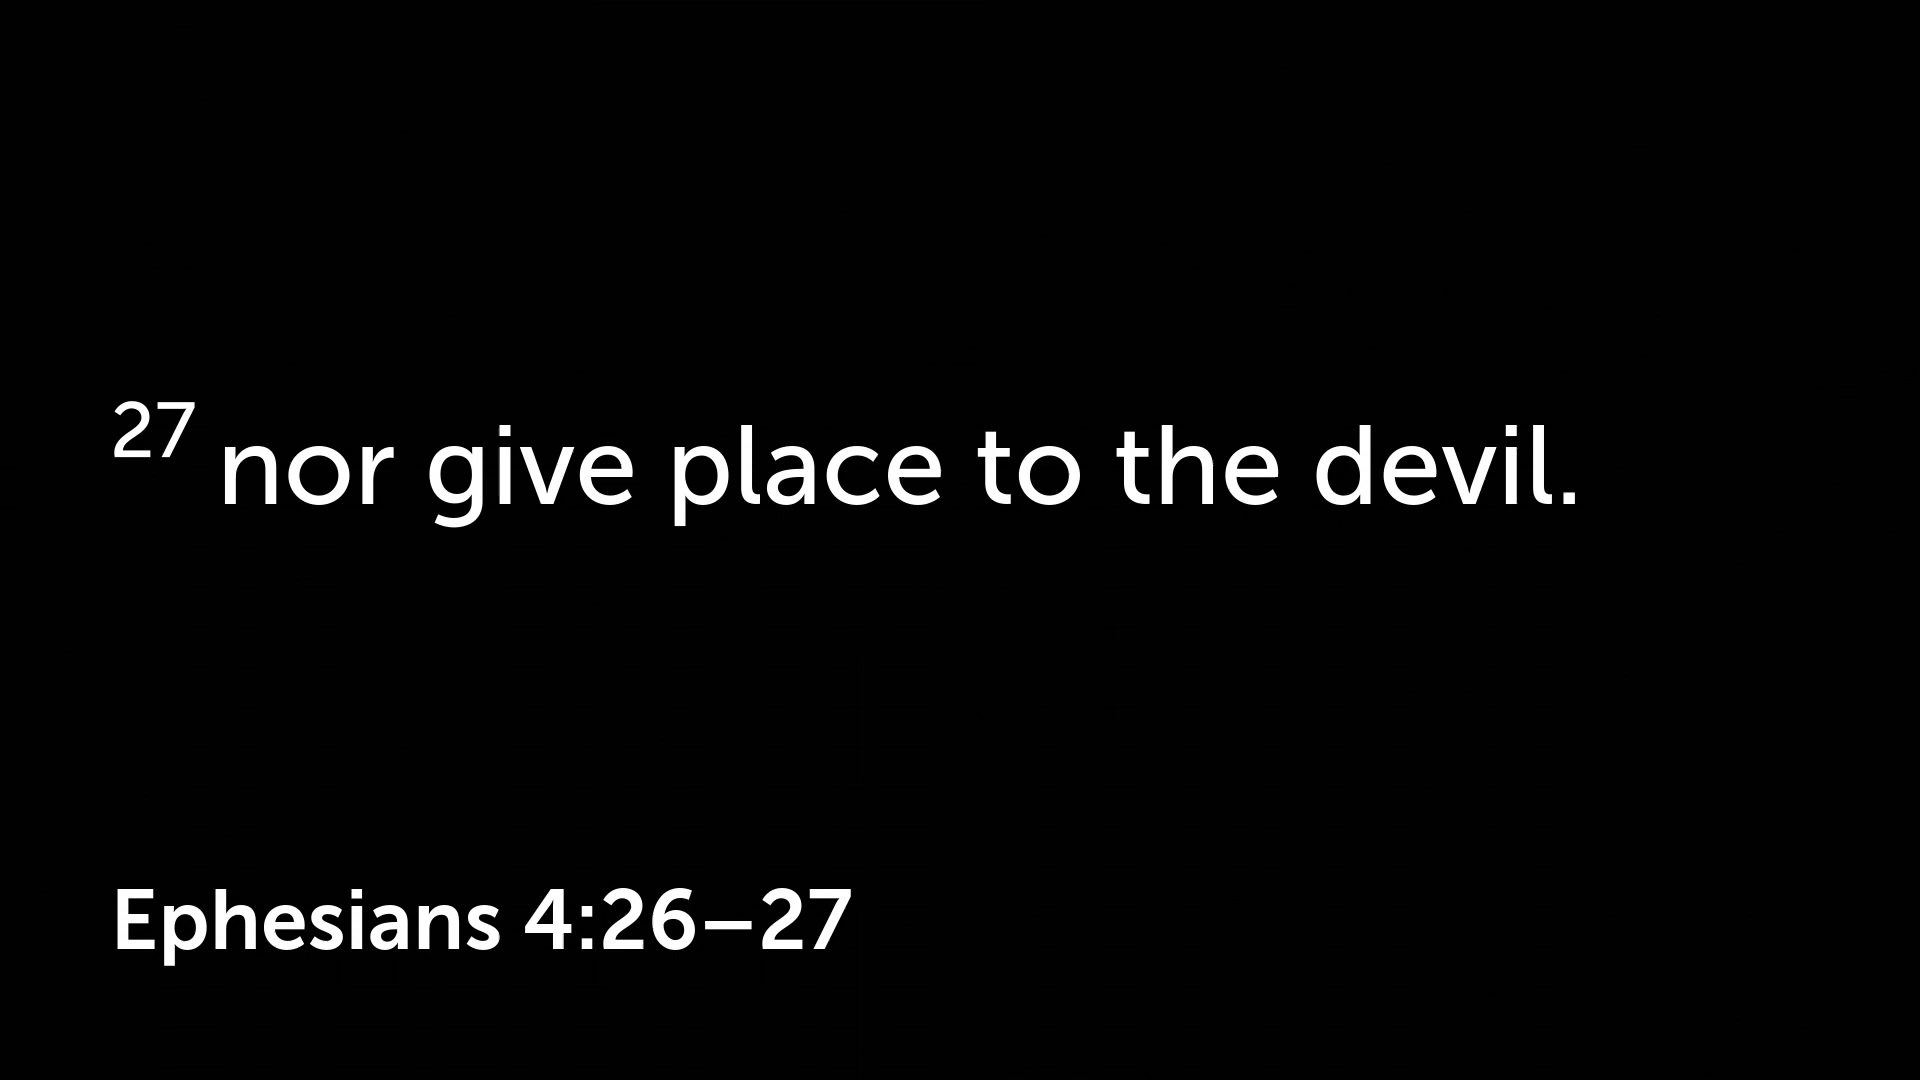 27 nor give place to the devil.
Ephesians 4:26–27